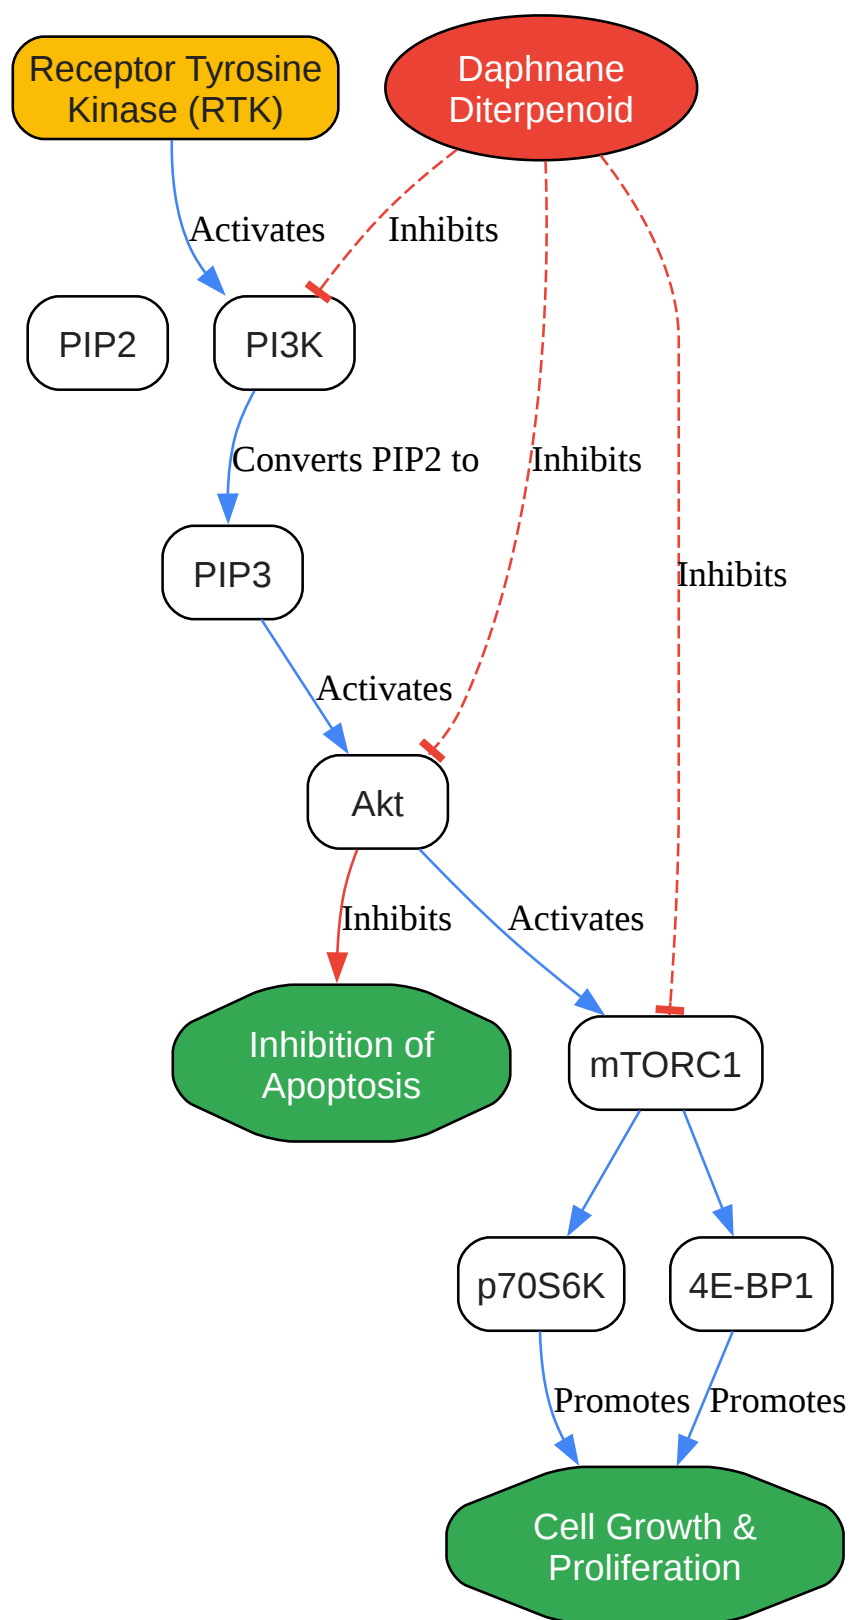 Receptor Tyrosine
Kinase (RTK)
Daphnane
Diterpenoid
Activates
Inhibits
PIP2
PI3K
Converts PIP2 to
Inhibits
PIP3
Inhibits
Activates
Akt
Inhibits
Activates
Inhibition of
Apoptosis
mTORC1
p70S6K
4E-BP1
Promotes
Promotes
Cell Growth &
Proliferation